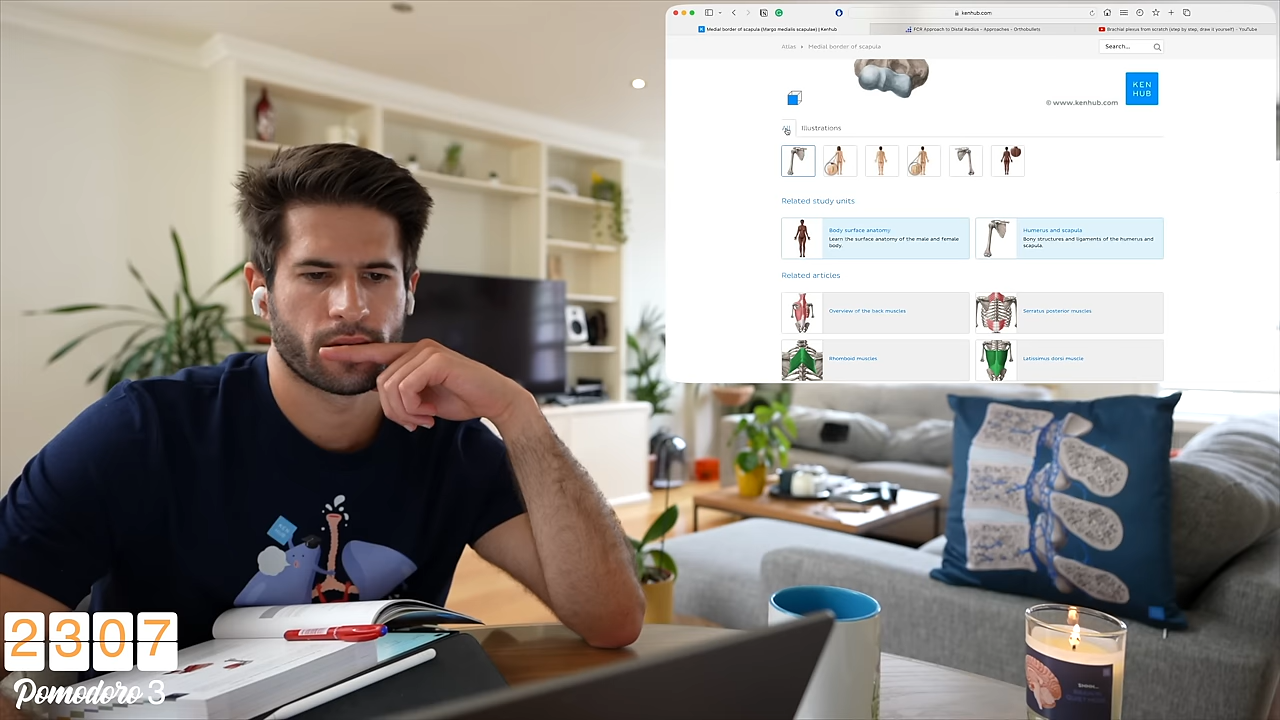 kenhub.com
Medial border of scapula (Margo medialis scapulae) | Kenhub
FCR Approach to Distal Radius - Approaches - Orthobullets
Brachial plexus from scratch (step by step, draw it yourself) - YouTube
Atlas
Medial border of scapula
Search...
KEN
HUB
© www.kenhub.com
All
Illustrations
Related study units
Body surface anatomy
Learn the surface anatomy of the male and female
body.
Humerus and scapula
Bony structures and ligaments of the humerus and
scapula.
Related articles
Overview of the back muscles
Serratus posterior muscles
Rhomboid muscles
Latissimus dorsi muscle
KEN
HUB
2307
Pomodoro 3